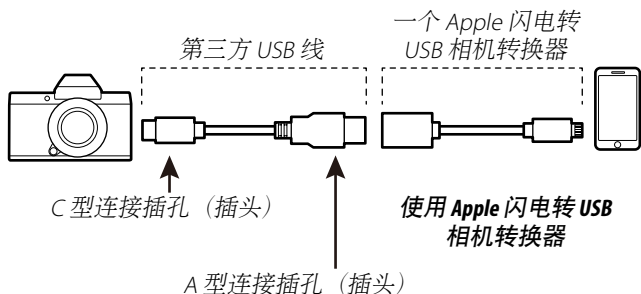 一个 Apple 闪电转
USB 相机转换器
第三方 USB 线
C 型连接插孔（插头）
使用 Apple 闪电转 USB
相机转换器
A 型连接插孔（插头）